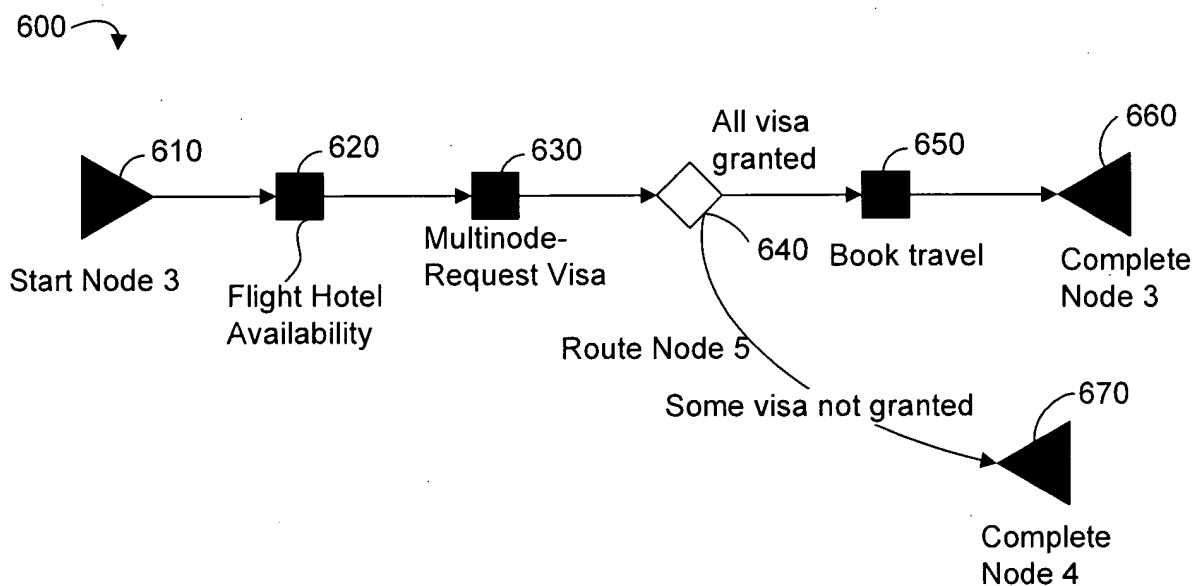 600
610
620
630
All visa
granted
650
660
Start Node 3
Flight Hotel
Availability
Multinode-
Request Visa
640
Book travel
Complete
Node 3
Route Node 5
Some visa not granted
670
Complete
Node 4